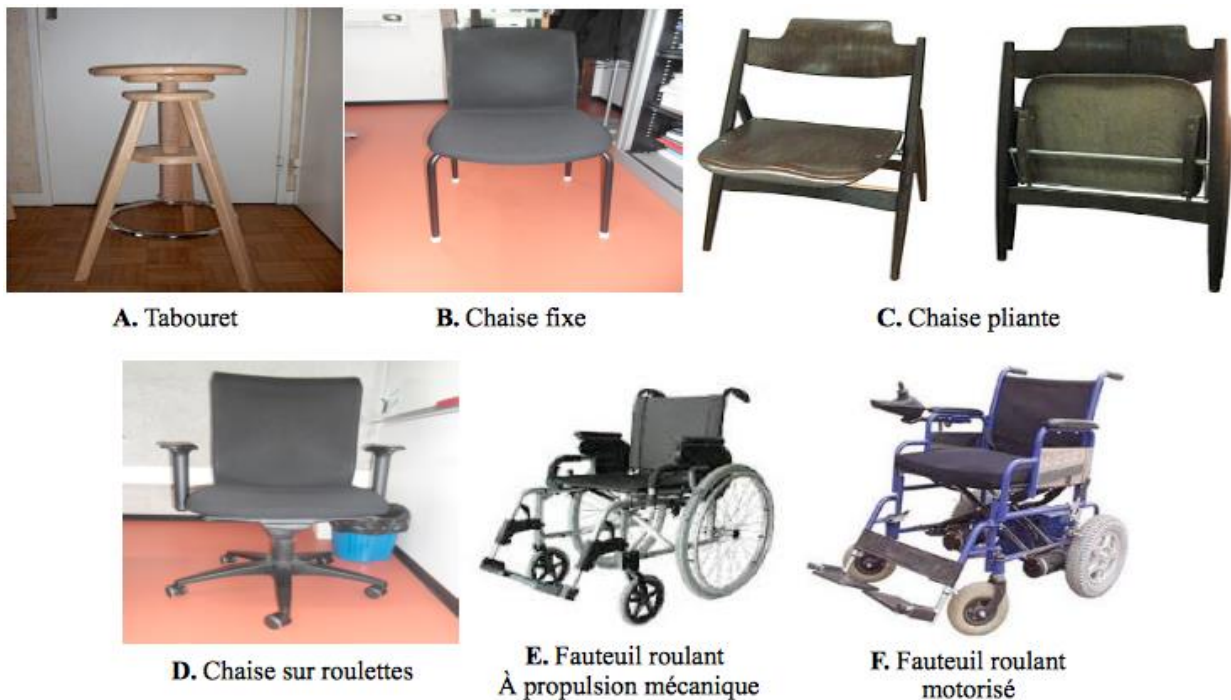 A. Tabouret
B. Chaise fixe
C. Chaise pliante
D. Chaise sur roulettes
E. Fauteuil roulant
À propulsion mécanique
F. Fauteuil roulant
motorisé